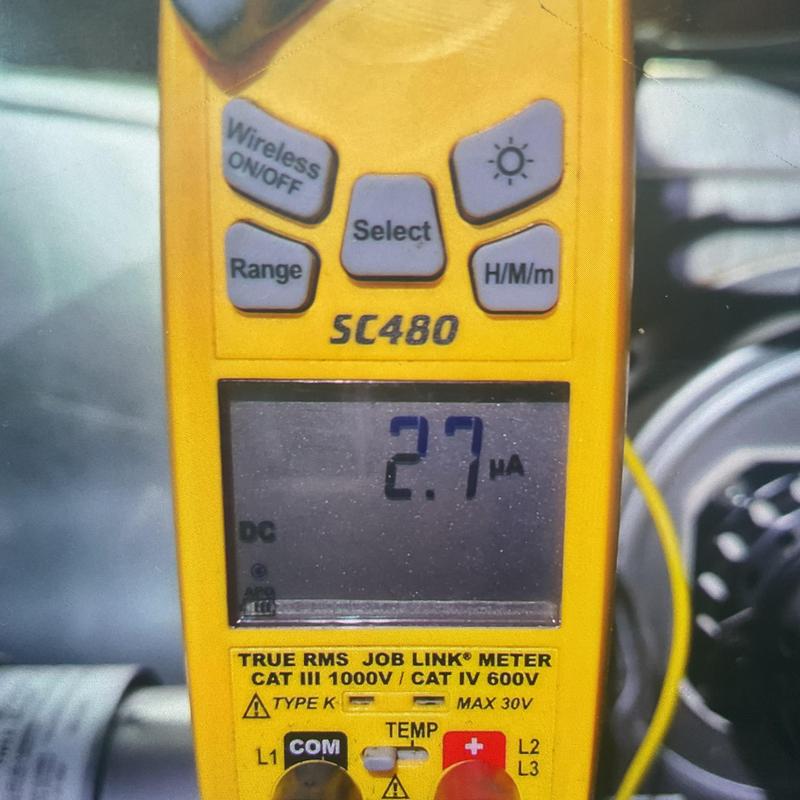 Wireless
ON/OFF
Select
Range
H/M/m
SC480
2.7 µA
DC
APO
TRUE RMS JOB LINK® METER
CAT III 1000V / CAT IV 600V
TYPE K MAX 30V
TEMP
L1 COM + L2
L3